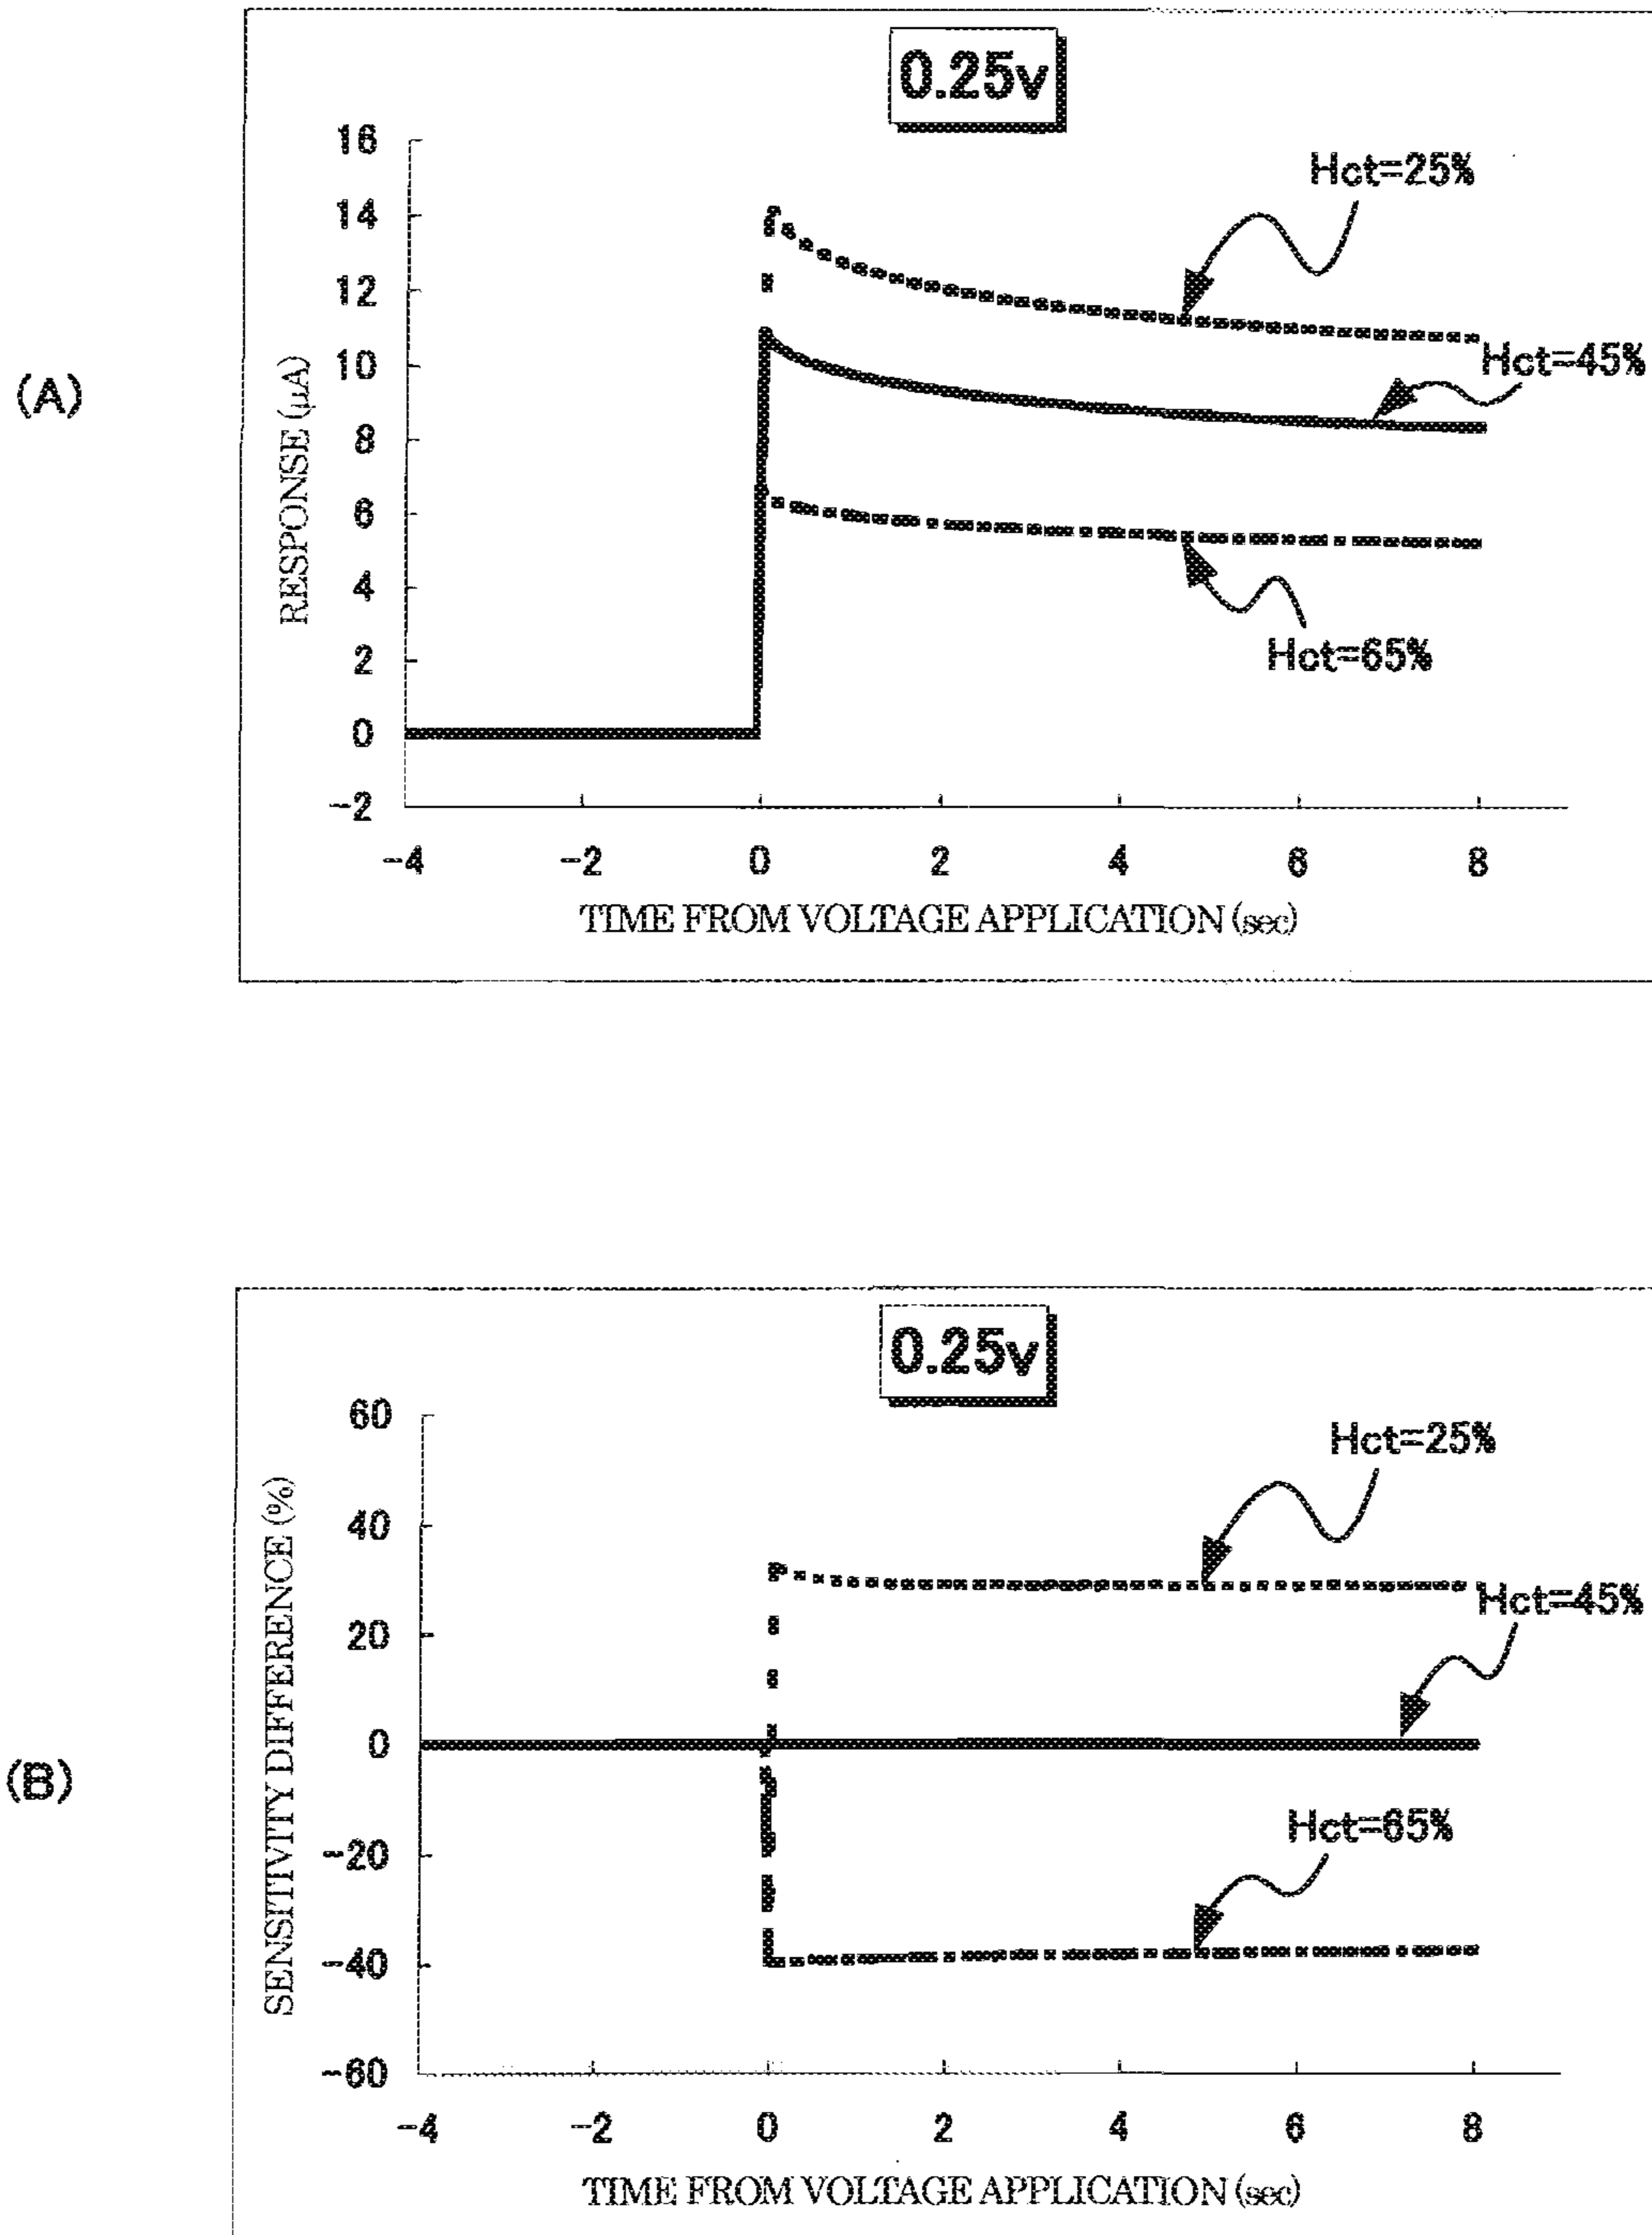 (A)
0.25v
16
14
12
10
8
6
4
2
0
-2
RESPONSE (μA)
Hct=25%
Hct=45%
Hct=65%
-4 -2 0 2 4 6 8
TIME FROM VOLTAGE APPLICATION (sec)
(B)
0.25v
60
40
20
0
-20
-40
-60
SENSITIVITY DIFFERENCE (%)
Hct=25%
Hct=45%
Hct=65%
-4 -2 0 2 4 6 8
TIME FROM VOLTAGE APPLICATION (sec)